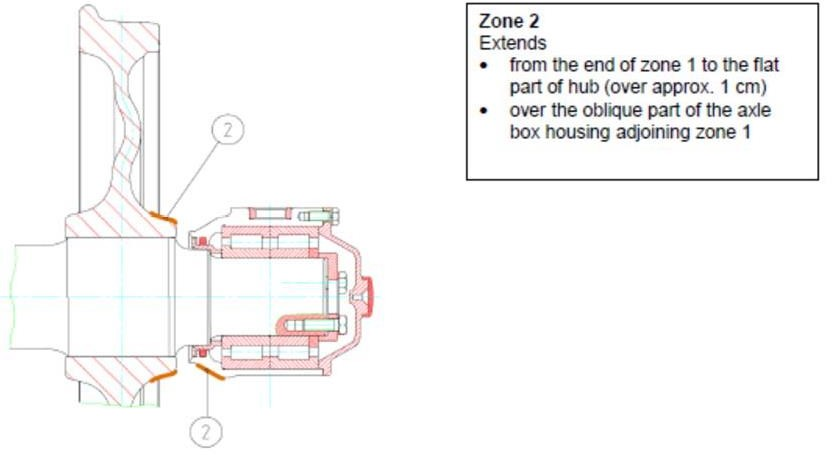 Zone 2
Extends
• from the end of zone 1 to the flat
part of hub (over approx. 1 cm)
• over the oblique part of the axle
box housing adjoining zone 1
2
2